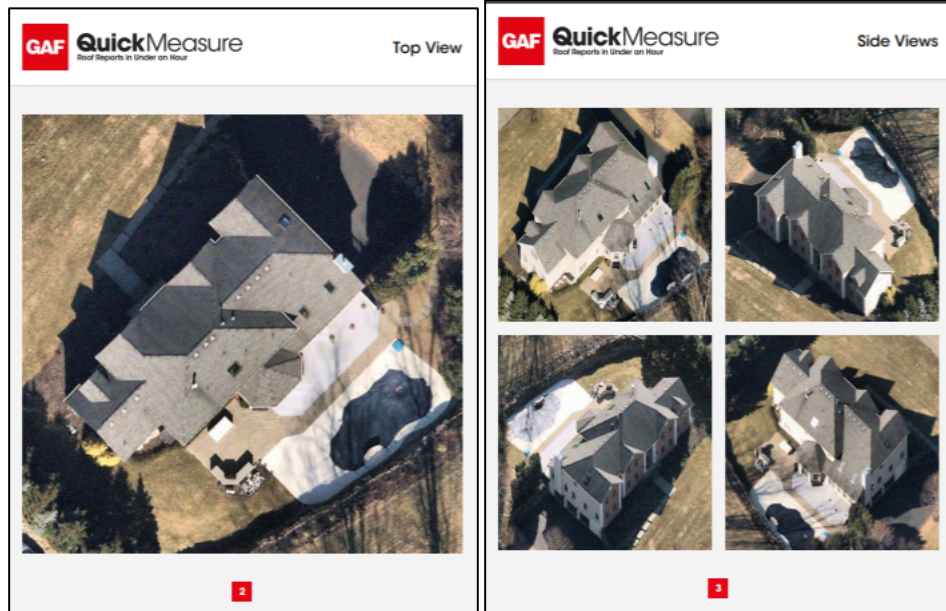 GAF QuickMeasure
Roof Reports in Under an Hour
Top View
2
GAF QuickMeasure
Roof Reports in Under an Hour
Side Views
3